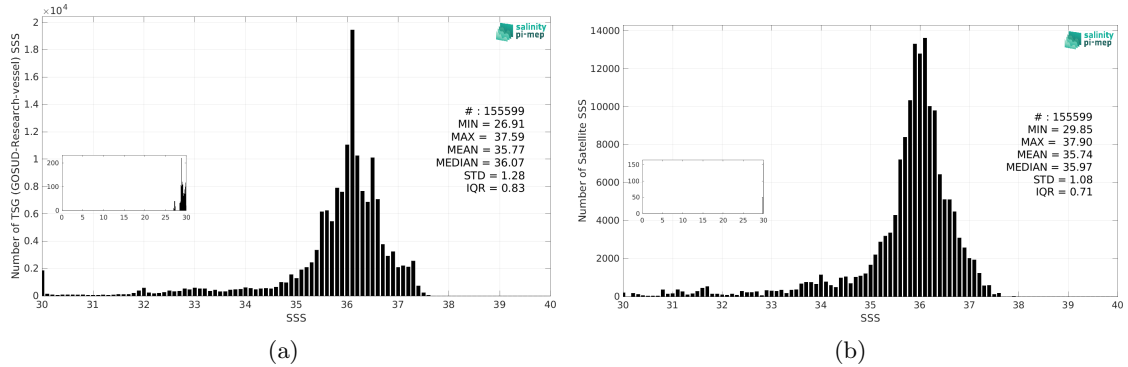 ×10^4
2
1.8
1.6
1.4
1.2
1
0.8
0.6
0.4
0.2
0
Number of TSG (GOSUD-Research-vessel) SSS
salinity
pi-mep
# : 155599
MIN = 26.91
MAX = 37.59
MEAN = 35.77
MEDIAN = 36.07
STD = 1.28
IQR = 0.83
200
100
0
0 5 10 15 20 25 30
30 31 32 33 34 35 36 37 38 39 40
SSS
(a)
14000
12000
10000
8000
6000
4000
2000
0
Number of Satellite SSS
salinity
pi-mep
# : 155599
MIN = 29.85
MAX = 37.90
MEAN = 35.74
MEDIAN = 35.97
STD = 1.08
IQR = 0.71
150
100
50
0
0 5 10 15 20 25 30
30 31 32 33 34 35 36 37 38 39 40
SSS
(b)